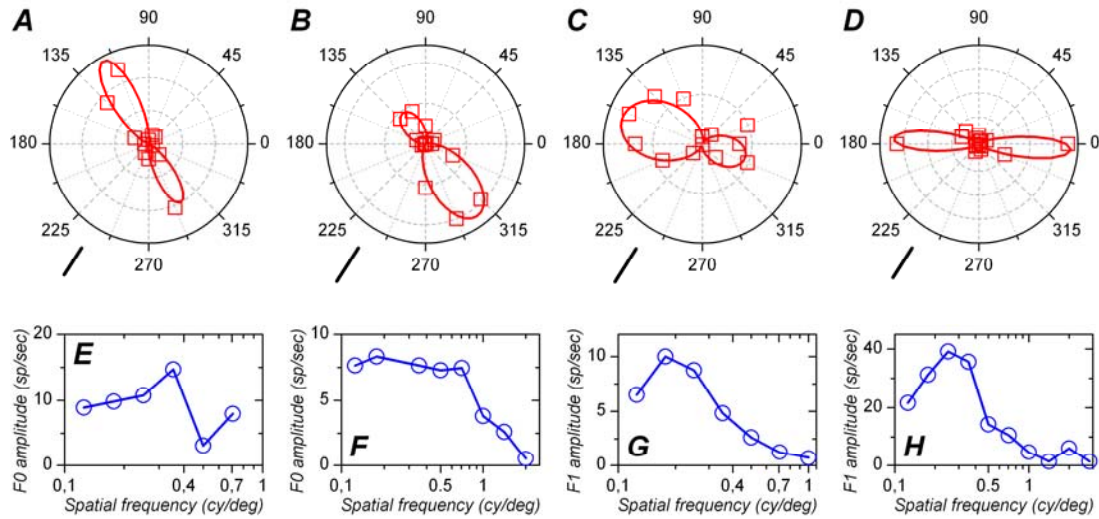 A B C D
90 90 90 90
135 45 135 45 135 45 135 45
180 0 180 0 180 0 180 0
225 315 225 315 225 315 225 315
270 270 270 270
20 10
10 5
0 0
E F G H
F0 amplitude (sp/sec) F0 amplitude (sp/sec) F1 amplitude (sp/sec) F1 amplitude (sp/sec)
10 40
5 20
0 0
0,1 0,4 0,7 1 0,1 0.5 1 0,1 0,4 0,7 1 0,1 0.5 1
Spatial frequency (cy/deg) Spatial frequency (cy/deg) Spatial frequency (cy/deg) Spatial frequency (cy/deg)